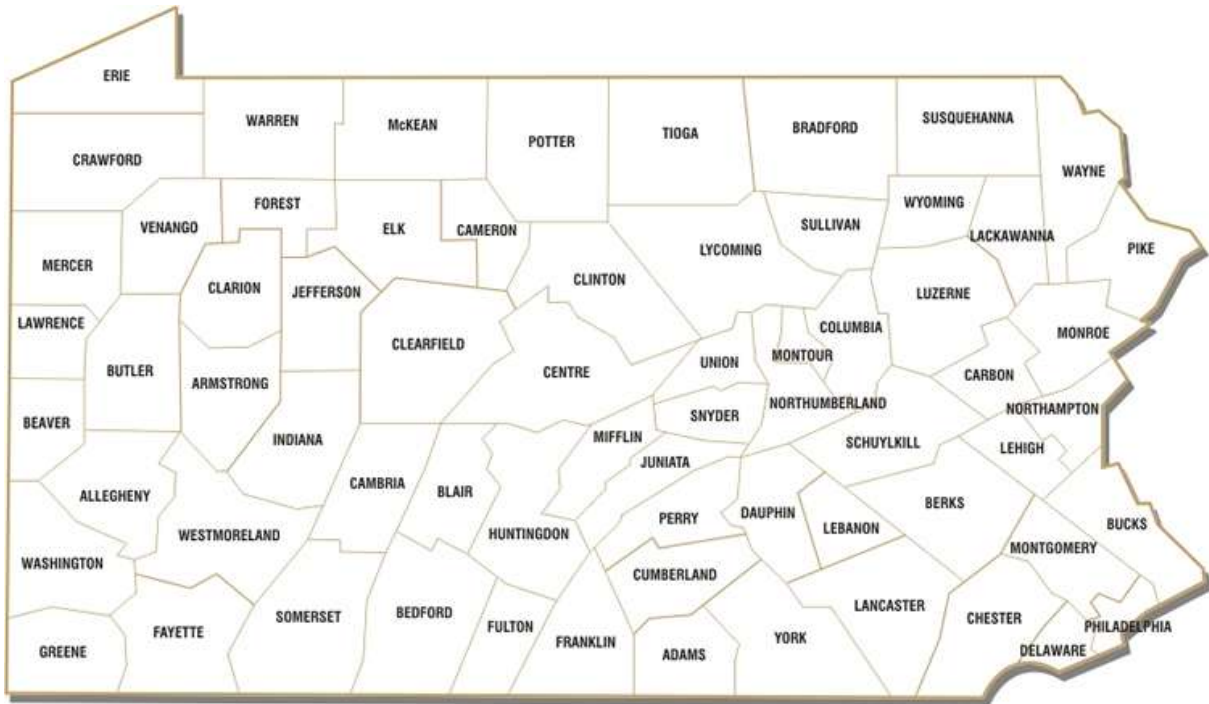 ERIE
WARREN
McKEAN
POTTER
TIOGA
BRADFORD
SUSQUEHANNA
CRAWFORD
WAYNE
FOREST
VENANGO
ELK
CAMERON
LYCOMING
SULLIVAN
WYOMING
LACKAWANNA
PIKE
MERCER
CLARION
JEFFERSON
CLINTON
LUZERNE
LAWRENCE
CLEARFIELD
COLUMBIA
MONROE
BUTLER
ARMSTRONG
CENTRE
UNION
MONTOUR
CARBON
BEAVER
SNYDER
NORTHUMBERLAND
NORTHAMPTON
INDIANA
MIFFLIN
SCHUYLKILL
LEHIGH
JUNIATA
ALLEGHENY
CAMBRIA
BLAIR
BERKS
WESTMORELAND
HUNTINGDON
PERRY
DAUPHIN
LEBANON
BUCKS
WASHINGTON
CUMBERLAND
MONTGOMERY
SOMERSET
BEDFORD
LANCASTER
CHESTER
FAYETTE
FULTON
FRANKLIN
YORK
PHILADELPHIA
GREENE
ADAMS
DELAWARE